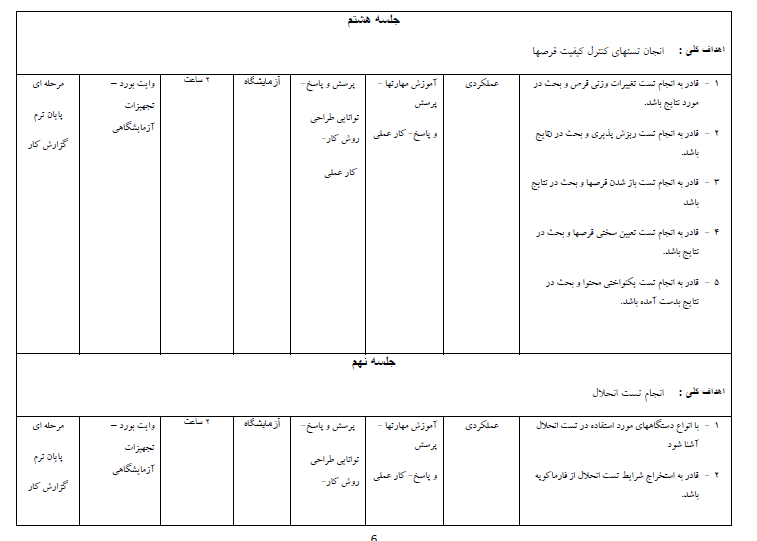 جلسه هشتم
اهداف کلی : انجان تستهای کنترل کیفیت قرصها
۱ – قادر به انجام تست تغییرات وزنی قرص و بحث در
مورد نتایج باشد.
۲ – قادر به انجام تست ریزش پذیری و بحث در نتایج
باشد.
۳ – قادر به انجام تست باز شدن قرصها و بحث در نتایج
باشد
۴ – قادر به انجام تست تعیین سختی قرصها و بحث در
نتایج باشد.
۵ – قادر به انجام تست یکنواختی محتوا و بحث در
نتایج بدست آمده باشد.
عملکردی
آموزش مهارتها –
پرسش
و پاسخ- کار عملی
پرسش و پاسخ-
تواتایی طراحی
روش کار-
کار عملی
آزمایشگاه
۲ ساعت
وایت بورد –
تجهیزات
آزمایشگاهی
مرحله ای
پایان ترم
گزارش کار
جلسه نهم
اهداف کلی : انجام تست انحلال
۱ – با انواع دستگاههای مورد استفاده در تست انحلال
آشنا شود
۲ – قادر به استخراج شرایط تست انحلال از فارماکوپه
باشد.
عملکردی
آموزش مهارتها –
پرسش
و پاسخ- کار عملی
پرسش و پاسخ-
تواتایی طراحی
روش کار-
آزمایشگاه
۲ ساعت
وایت بورد –
تجهیزات
آزمایشگاهی
مرحله ای
پایان ترم
گزارش کار
6